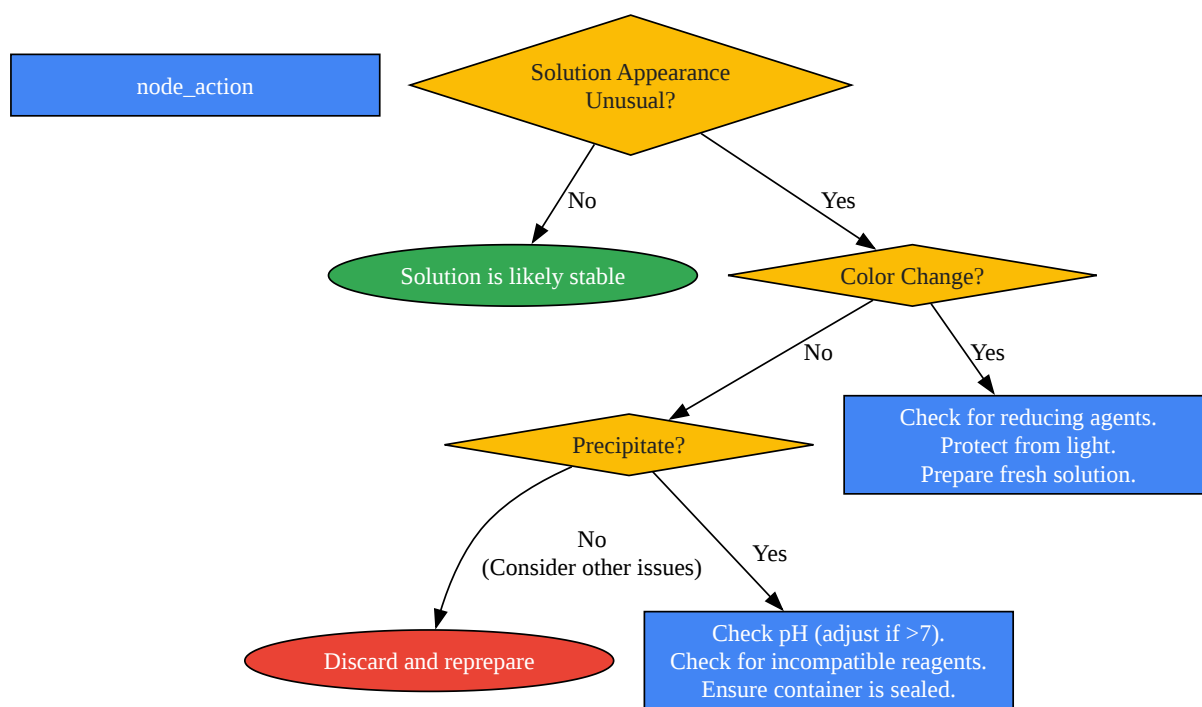 node_action
Solution Appearance
Unusual?
No
Yes
Solution is likely stable
Color Change?
No
Yes
Precipitate?
Check for reducing agents.
Protect from light.
Prepare fresh solution.
No
(Consider other issues)
Yes
Discard and reprepare
Check pH (adjust if >7).
Check for incompatible reagents.
Ensure container is sealed.